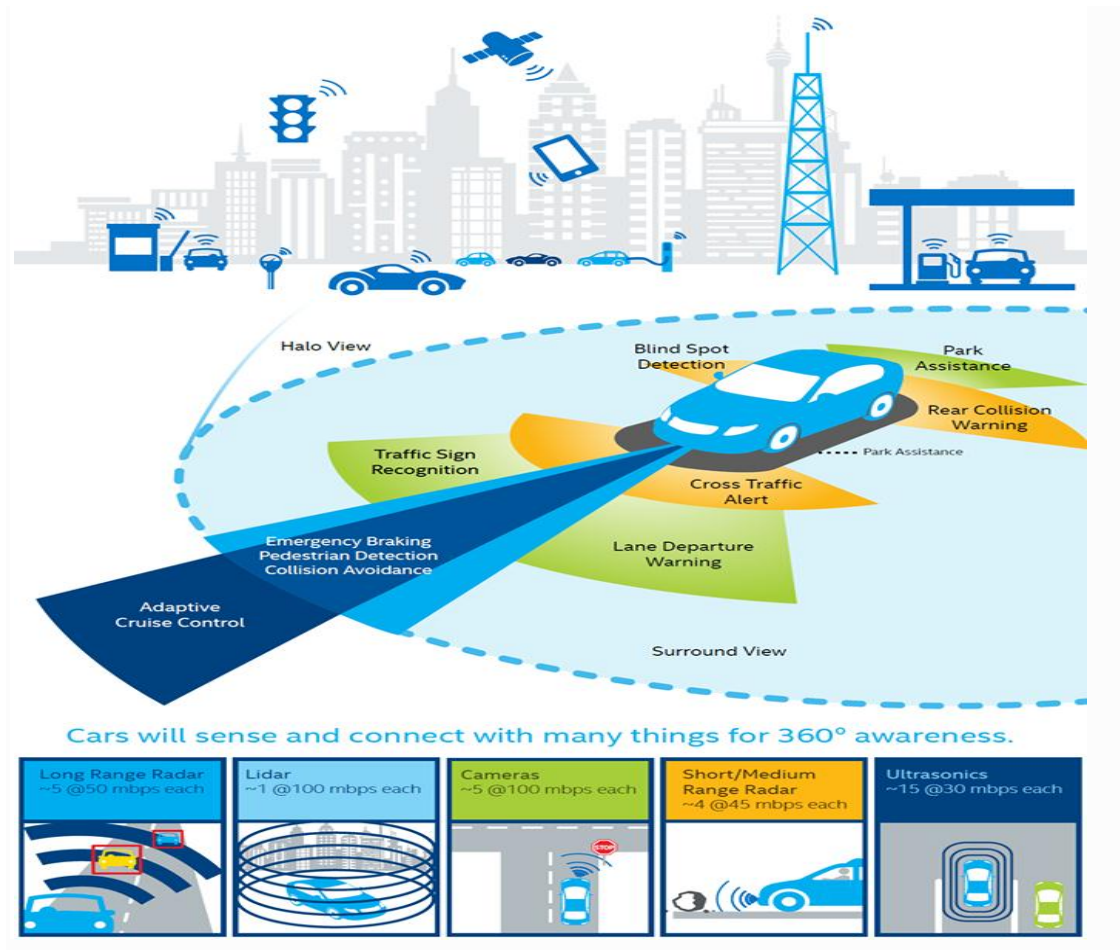 Halo View
Blind Spot
Detection
Park
Assistance
Rear Collision
Warning
Traffic Sign
Recognition
Park Assistance
Cross Traffic
Alert
Emergency Braking
Pedestrian Detection
Collision Avoidance
Lane Departure
Warning
Adaptive
Cruise Control
Surround View
Cars will sense and connect with many things for 360° awareness.
Long Range Radar
~5 @50 mbps each
Lidar
~1 @100 mbps each
Cameras
~5 @100 mbps each
Short/Medium
Range Radar
~4 @45 mbps each
Ultrasonics
~15 @30 mbps each
STOP